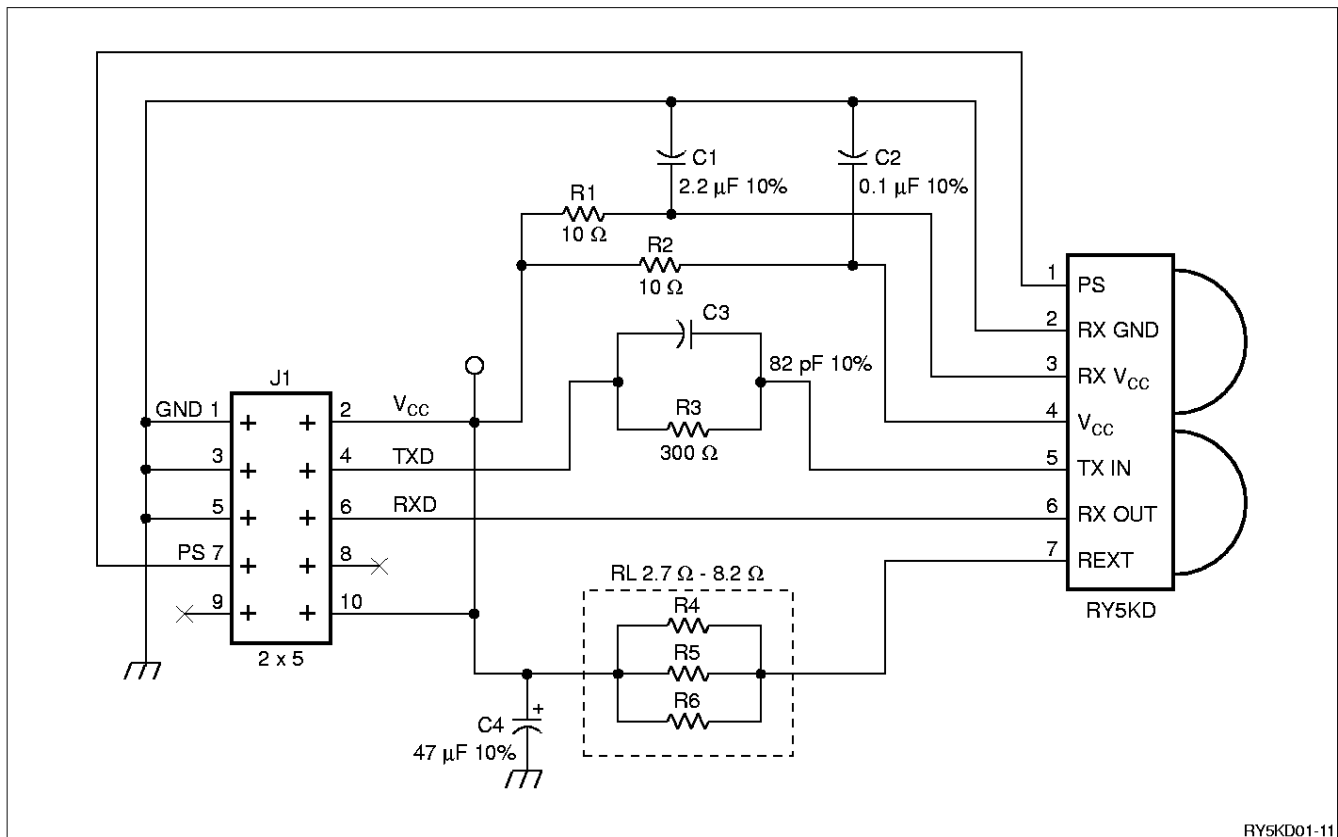 C1
2.2 µF 10%
C2
0.1 µF 10%
R1
10 Ω
R2
10 Ω
C3
82 pF 10%
R3
300 Ω
J1
GND 1
2
V_CC
3
4
TXD
5
6
RXD
PS 7
8
9
10
2 x 5
RL 2.7 Ω - 8.2 Ω
R4
R5
R6
C4
+
47 µF 10%
1 PS
2 RX GND
3 RX V_CC
4 V_CC
5 TX IN
6 RX OUT
7 REXT
RY5KD
RY5KD01-11